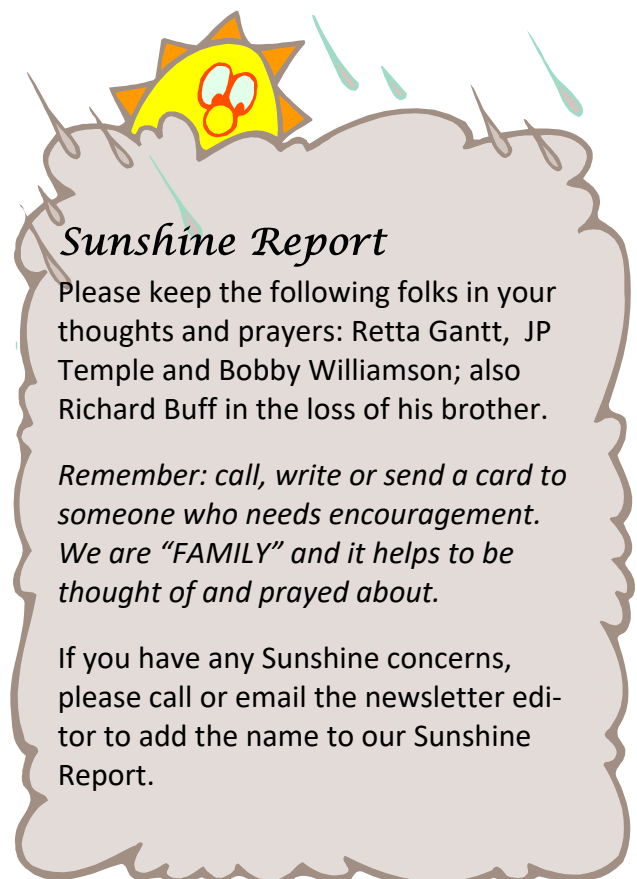 Sunshine Report
Please keep the following folks in your
thoughts and prayers: Retta Gantt,  JP
Temple and Bobby Williamson; also
Richard Buff in the loss of his brother.
Remember: call, write or send a card to
someone who needs encouragement.
We are “FAMILY” and it helps to be
thought of and prayed about.
If you have any Sunshine concerns,
please call or email the newsletter edi-
tor to add the name to our Sunshine
Report.